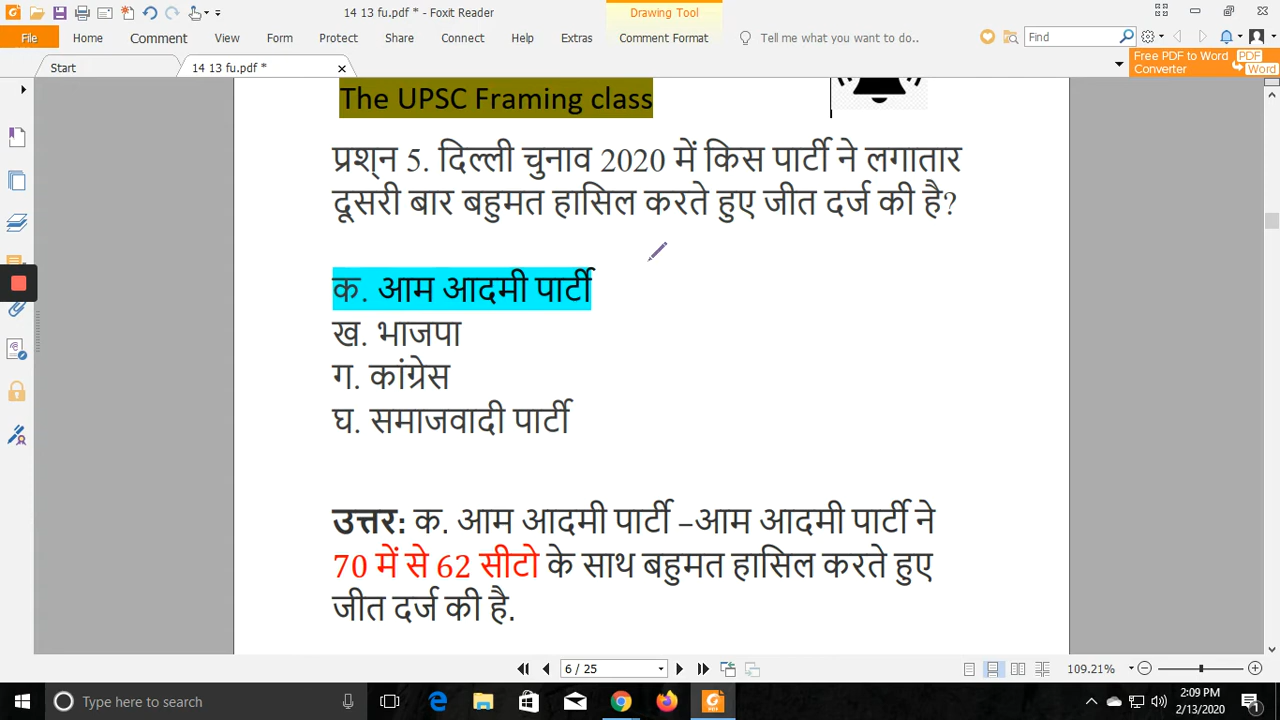 14 13 fu.pdf * - Foxit Reader
Drawing Tool
File Home Comment View Form Protect Share Connect Help Extras Comment Format Tell me what you want to do.. Find
Start 14 13 fu.pdf *
Free PDF to Word PDF
Converter Word
The UPSC Framing class
प्रश्न 5. दिल्ली चुनाव 2020 में किस पार्टी ने लगातार
दूसरी बार बहुमत हासिल करते हुए जीत दर्ज की है?
क. आम आदमी पार्टी
ख. भाजपा
ग. कांग्रेस
घ. समाजवादी पार्टी
उत्तर: क. आम आदमी पार्टी –आम आदमी पार्टी ने
70 में से 62 सीटो के साथ बहुमत हासिल करते हुए
जीत दर्ज की है.
6 / 25 109.21%
Type here to search
2:09 PM
2/13/2020
1